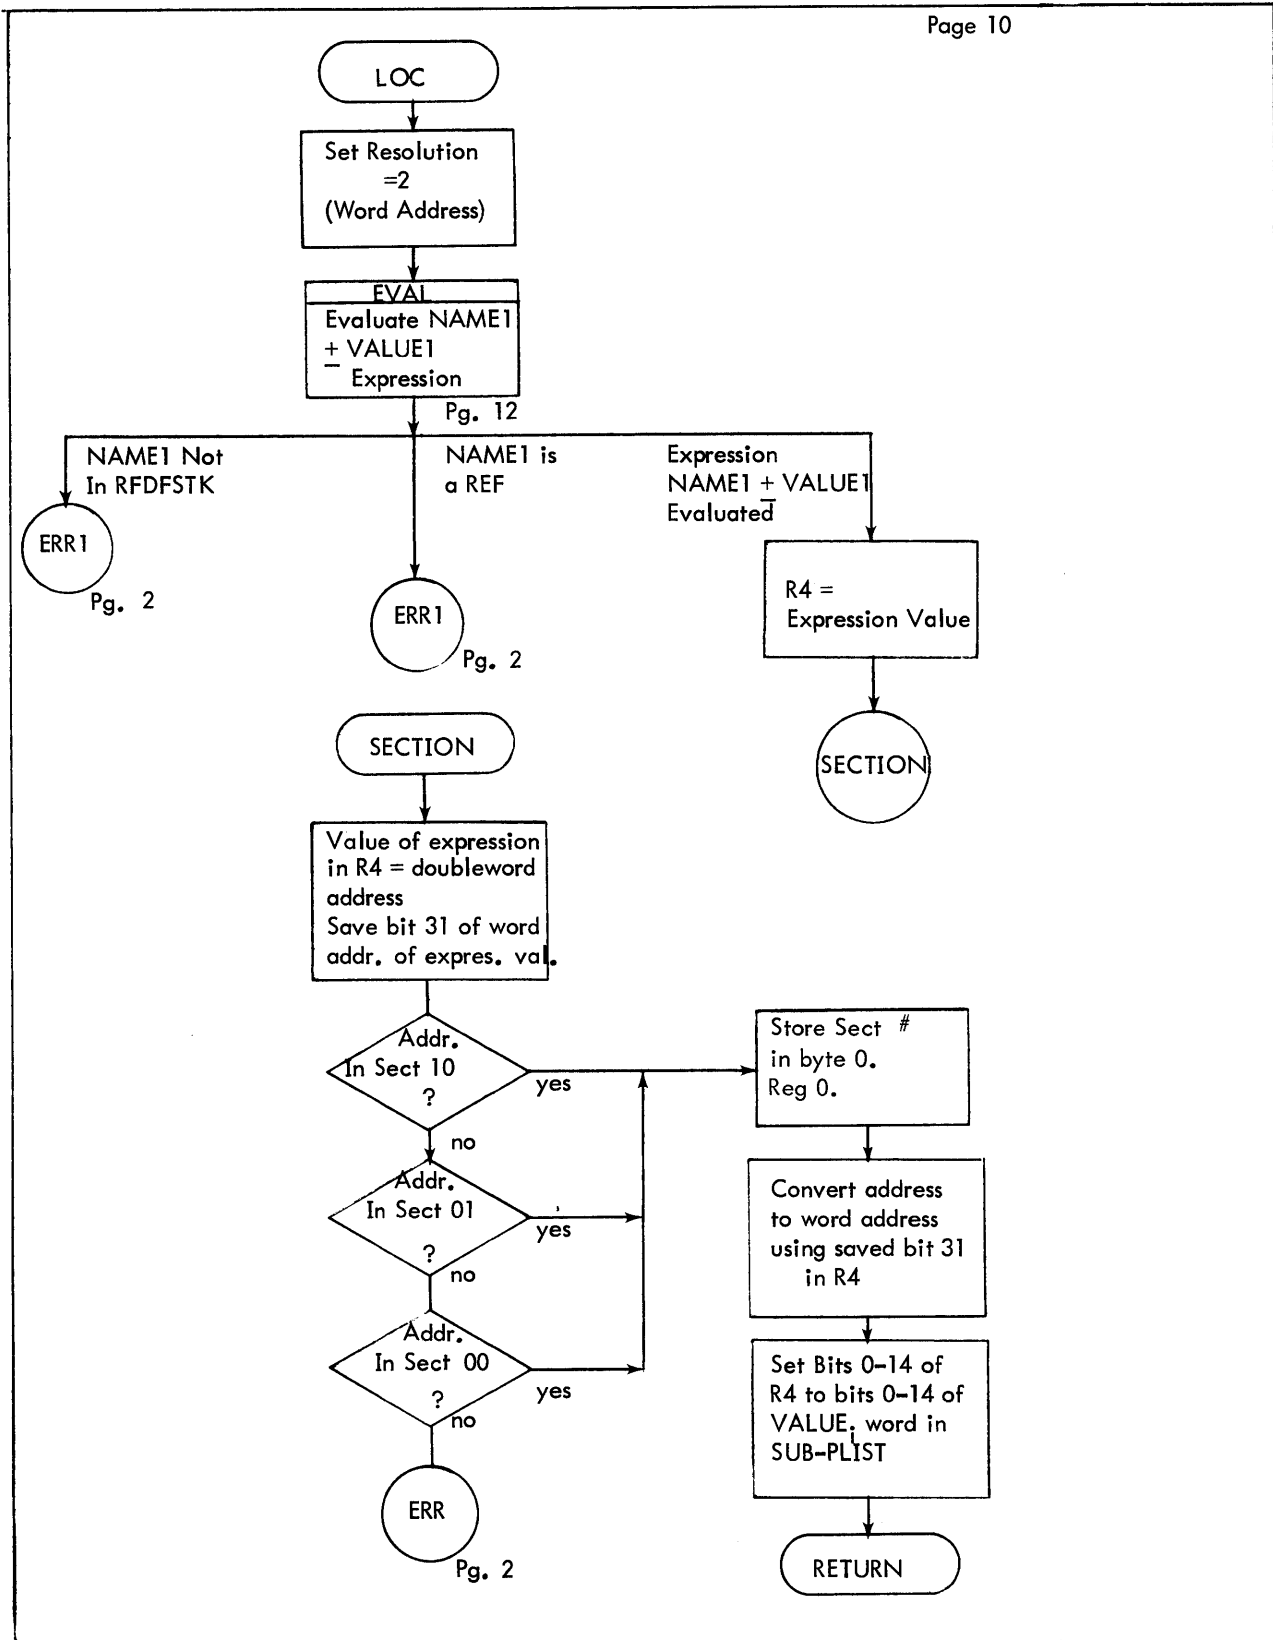 Page 10
LOC
Set Resolution
=2
(Word Address)
EVAL
Evaluate NAME1
± VALUE1
Expression
Pg. 12
NAME1 Not
In RFDFSTK
NAME1 is
a REF
Expression
NAME1 ± VALUE1
Evaluated
ERR1
Pg. 2
ERR1
Pg. 2
R4 =
Expression Value
SECTION
SECTION
Value of expression
in R4 = doubleword
address
Save bit 31 of word
addr. of expres. val.
Addr.
In Sect 10
?
yes
no
Addr.
In Sect 01
?
yes
no
Addr.
In Sect 00
?
yes
no
ERR
Pg. 2
Store Sect #
in byte 0.
Reg 0.
Convert address
to word address
using saved bit 31
in R4
Set Bits 0-14 of
R4 to bits 0-14 of
VALUEi word in
SUB-PLIST
RETURN